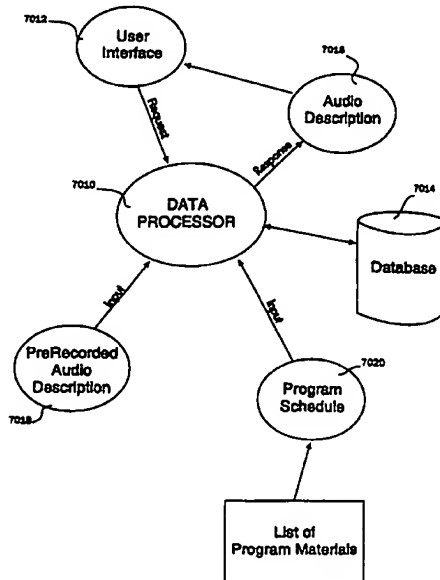 7012
User
Interface
7016
Audio
Description
Request
Response
7010
DATA
PROCESSOR
7014
Database
Input
Input
PreRecorded
Audio
Description
7018
7020
Program
Schedule
List of
Program Materials